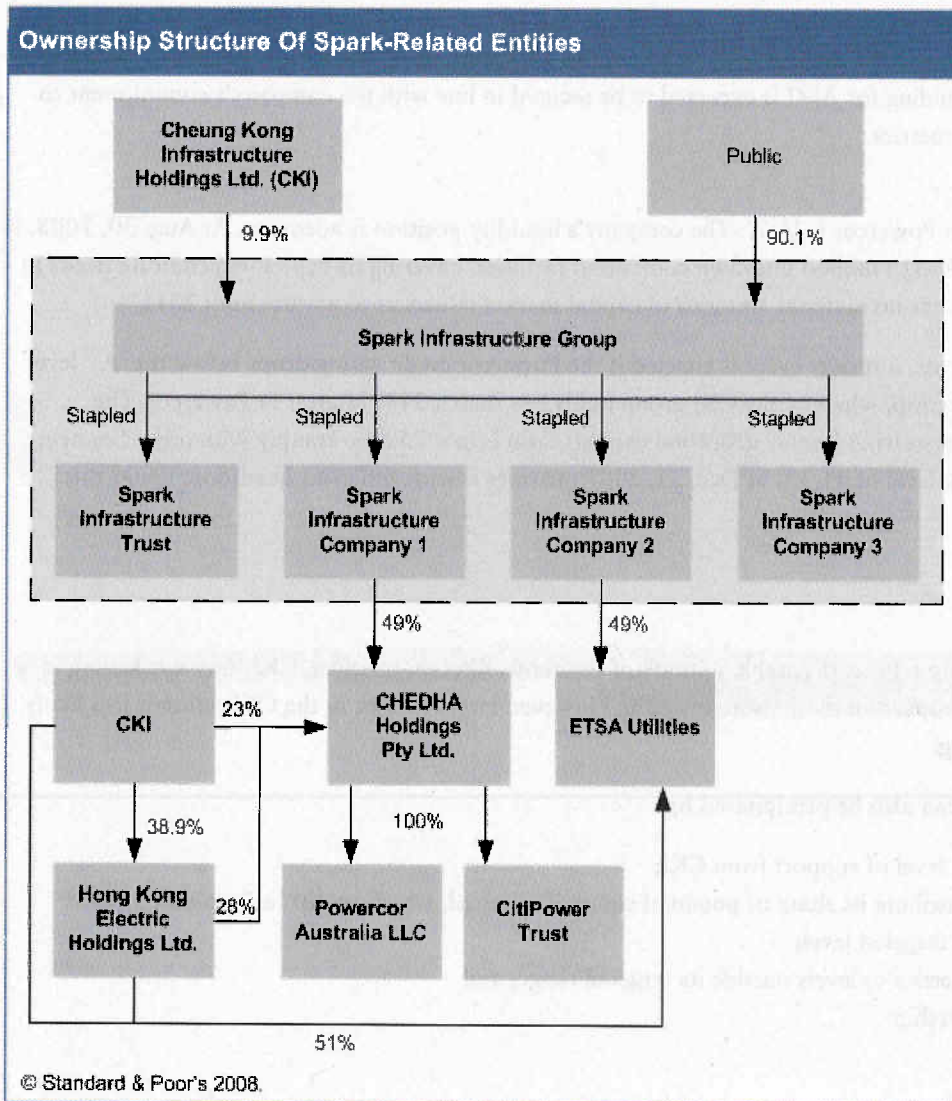 Ownership Structure Of Spark-Related Entities
Cheung Kong
Infrastructure
Holdings Ltd. (CKI)
Public
9.9%
90.1%
Spark Infrastructure Group
Stapled
Stapled
Stapled
Stapled
Spark
Infrastructure
Trust
Spark
Infrastructure
Company 1
Spark
Infrastructure
Company 2
Spark
Infrastructure
Company 3
49%
49%
CKI
23%
CHEDHA
Holdings
Pty Ltd.
ETSA Utilities
38.9%
100%
Hong Kong
Electric
Holdings Ltd.
28%
Powercor
Australia LLC
CitiPower
Trust
51%
© Standard & Poor's 2008.